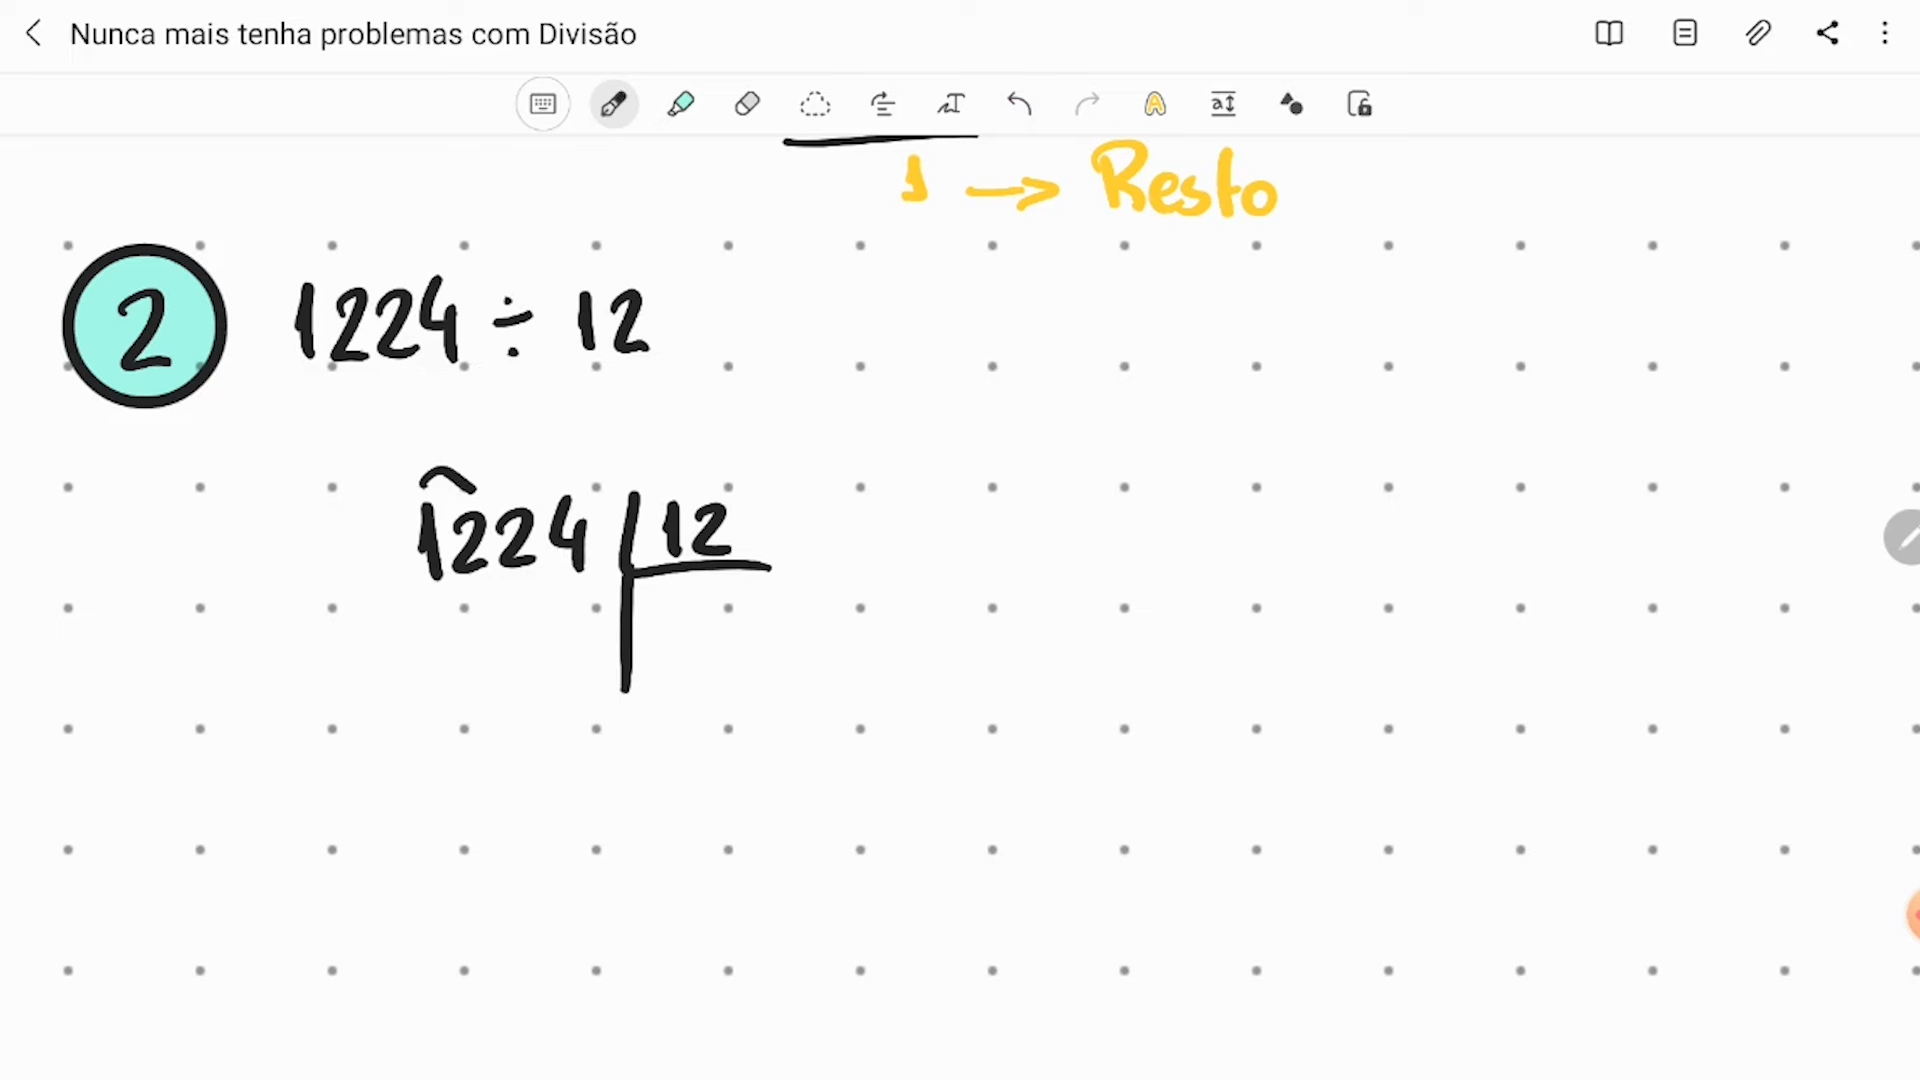 Nunca mais tenha problemas com Divisão
1 → Resto
2 1224 ÷ 12
1224 12